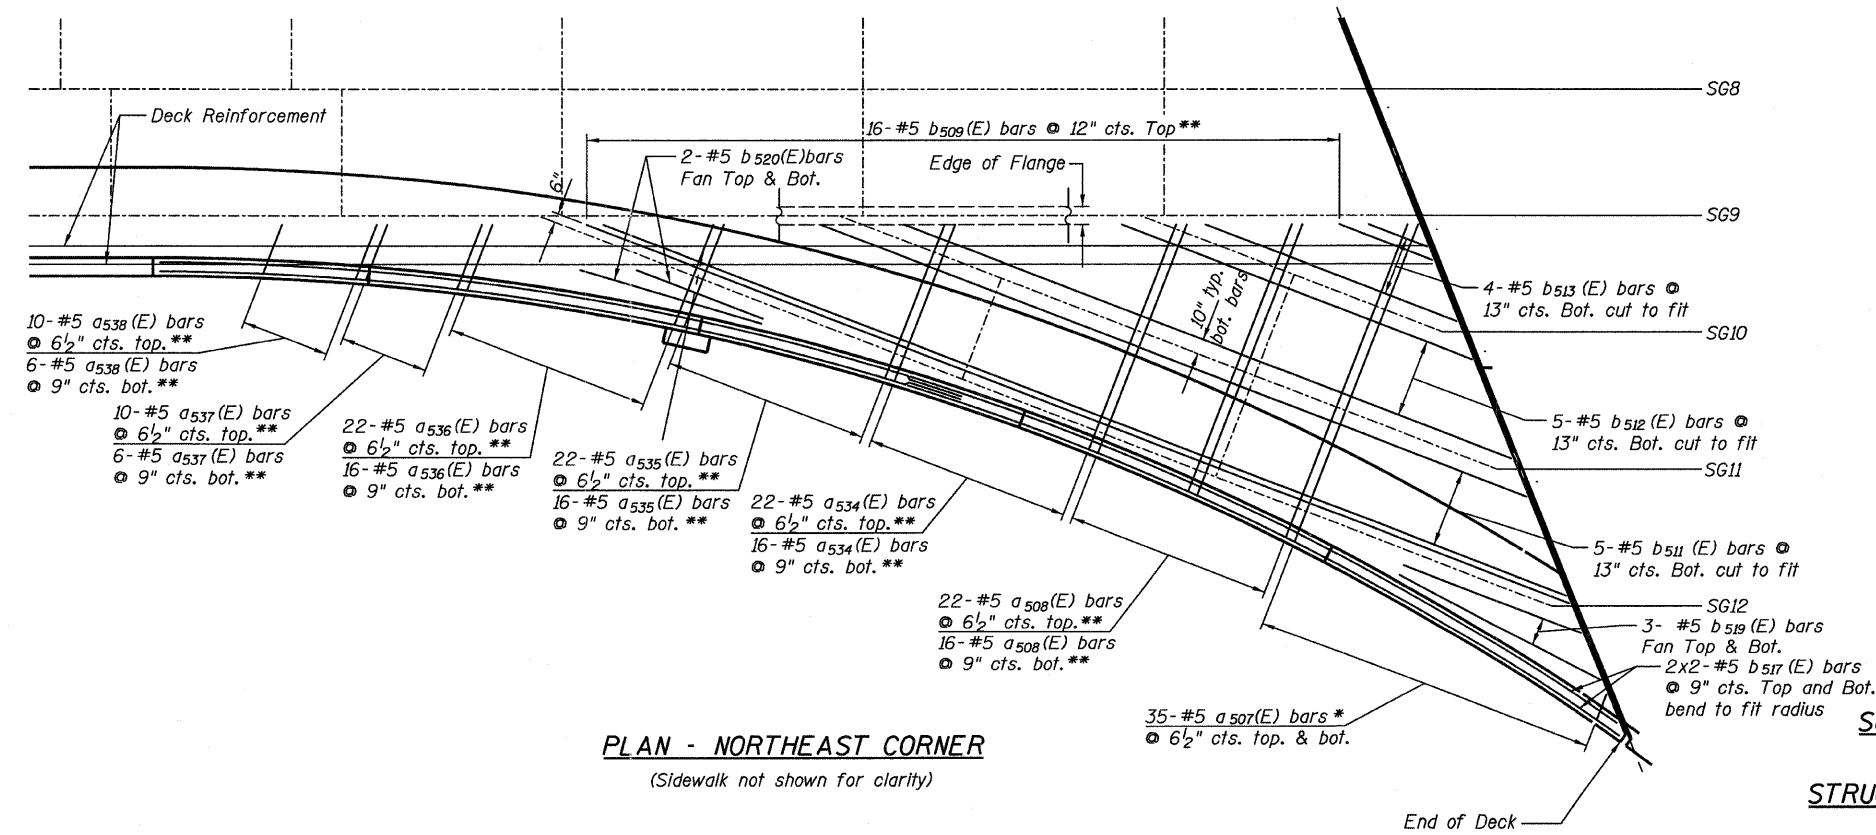 SG8
Deck Reinforcement
16-#5 b509(E) bars @ 12" cts. Top**
2-#5 b520(E)bars
Fan Top & Bot.
Edge of Flange
6"
SG9
10" typ.
bot. bars
4-#5 b513 (E) bars @
13" cts. Bot. cut to fit
SG10
10-#5 a538(E) bars
@ 6½" cts. top.**
6-#5 a538(E) bars
@ 9" cts. bot.**
10-#5 a537(E) bars
@ 6½" cts. top.**
6-#5 a537(E) bars
@ 9" cts. bot.**
22-#5 a536(E) bars
@ 6½" cts. top.**
16-#5 a536(E) bars
@ 9" cts. bot.**
22-#5 a535(E) bars
@ 6½" cts. top.**
16-#5 a535(E) bars
@ 9" cts. bot.**
22-#5 a534(E) bars
@ 6½" cts. top.**
16-#5 a534(E) bars
@ 9" cts. bot.**
5-#5 b512(E) bars @
13" cts. Bot. cut to fit
SG11
5-#5 b511 (E) bars @
13" cts. Bot. cut to fit
22-#5 a508(E) bars
@ 6½" cts. top.**
16-#5 a508(E) bars
@ 9" cts. bot.**
SG12
3- #5 b519(E) bars
Fan Top & Bot.
2x2-#5 b517(E) bars
@ 9" cts. Top and Bot.
bend to fit radius
35-#5 a507(E) bars *
@ 6½" cts. top. & bot.
PLAN - NORTHEAST CORNER
(Sidewalk not shown for clarity)
STRU
End of Deck